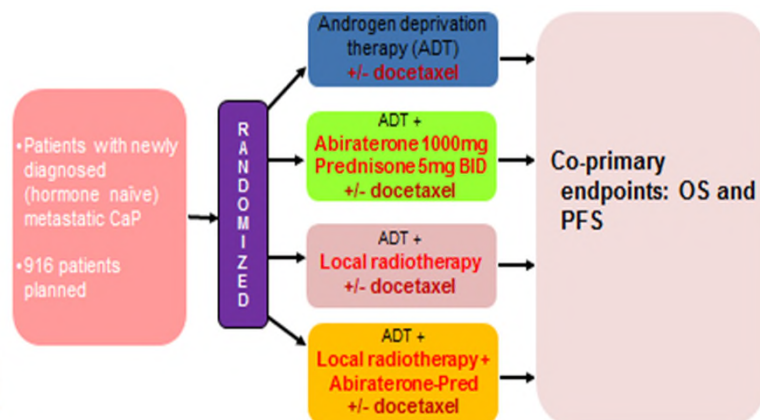 •Patients with newly
diagnosed
(hormone naïve)
metastatic CaP
•916 patients
planned
RANDOMIZED
Androgen deprivation
therapy (ADT)
+/- docetaxel
ADT +
Abiraterone 1000mg
Prednisone 5mg BID
+/- docetaxel
ADT +
Local radiotherapy
+/- docetaxel
ADT +
Local radiotherapy +
Abiraterone-Pred
+/- docetaxel
Co-primary
endpoints: OS and
PFS